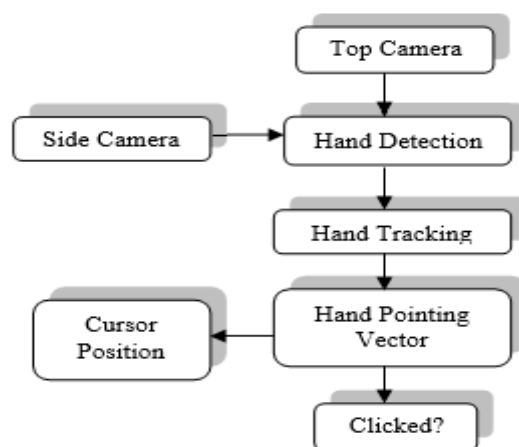 Top Camera
Side Camera
Hand Detection
Hand Tracking
Hand Pointing
Vector
Cursor
Position
Clicked?